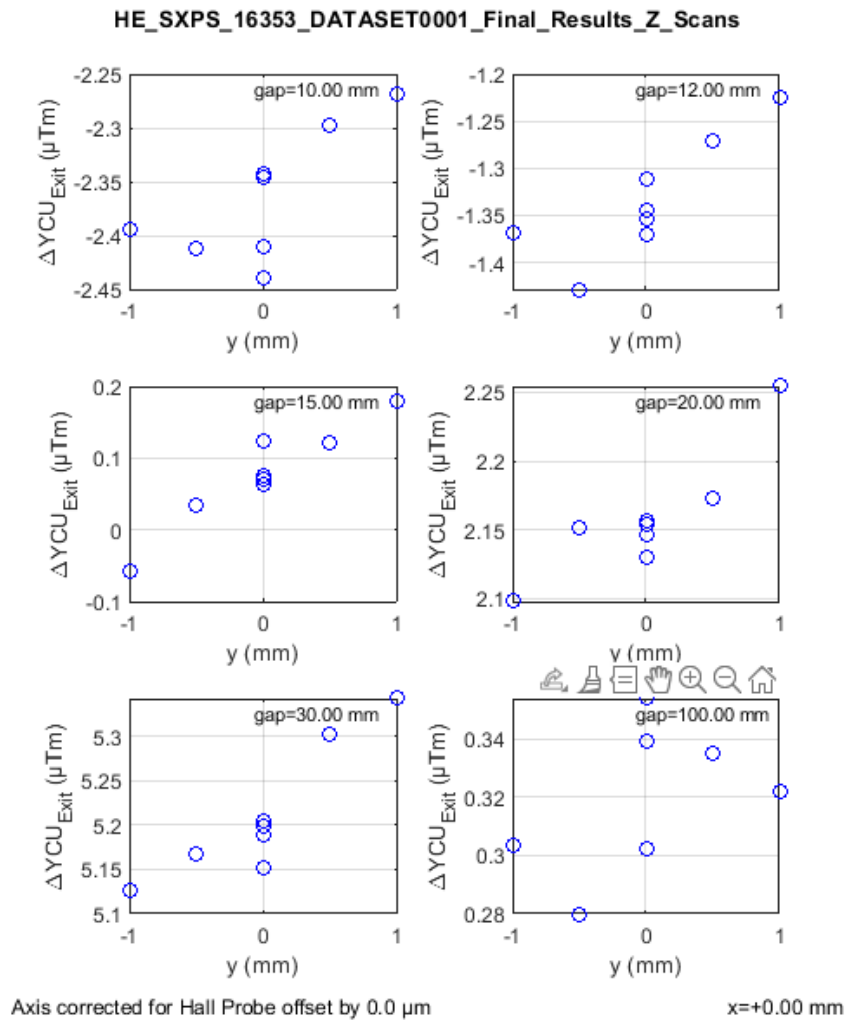 HE_SXPS_16353_DATASET0001_Final_Results_Z_Scans
-2.25
-2.3
-2.35
-2.4
-2.45
ΔYCU_Exit (μTm)
gap=10.00 mm
-1
0
1
y (mm)
-1.2
-1.25
-1.3
-1.35
-1.4
ΔYCU_Exit (μTm)
gap=12.00 mm
-1
0
1
y (mm)
0.2
0.1
0
-0.1
ΔYCU_Exit (μTm)
gap=15.00 mm
-1
0
1
y (mm)
2.25
2.2
2.15
2.1
ΔYCU_Exit (μTm)
gap=20.00 mm
-1
0
1
y (mm)
5.3
5.25
5.2
5.15
5.1
ΔYCU_Exit (μTm)
gap=30.00 mm
-1
0
1
y (mm)
0.34
0.32
0.3
0.28
ΔYCU_Exit (μTm)
gap=100.00 mm
-1
0
1
y (mm)
Axis corrected for Hall Probe offset by 0.0 μm
x=+0.00 mm